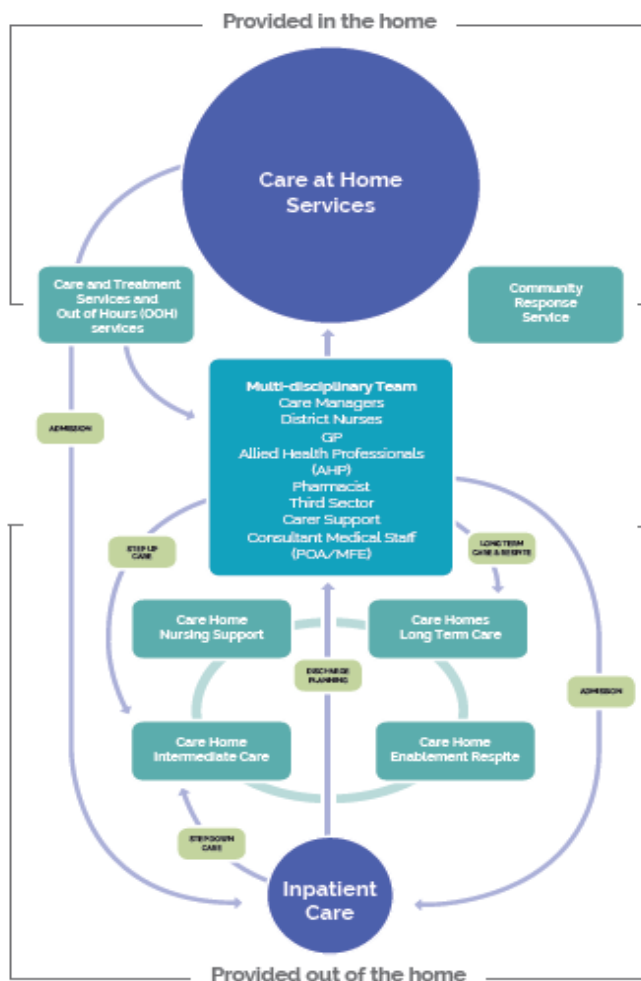 Provided in the home
Care at Home
Services
Care and Treatment
Services and
Out of Hours (OOH)
services
Community
Response
Service
Multi-disciplinary Team
Care Managers
District Nurses
GP
Allied Health Professionals
(AHP)
Pharmacist
Third Sector
Carer Support
Consultant Medical Staff
(POA/MFE)
ADMISSION
STEP UP
CARE
LONG TERM
CARE & RESPITE
Care Home
Nursing Support
Care Homes
Long Term Care
DISCHARGE
PLANNING
ADMISSION
Care Home
Intermediate Care
Care Home
Enablement Respite
STEP DOWN
CARE
Inpatient
Care
Provided out of the home